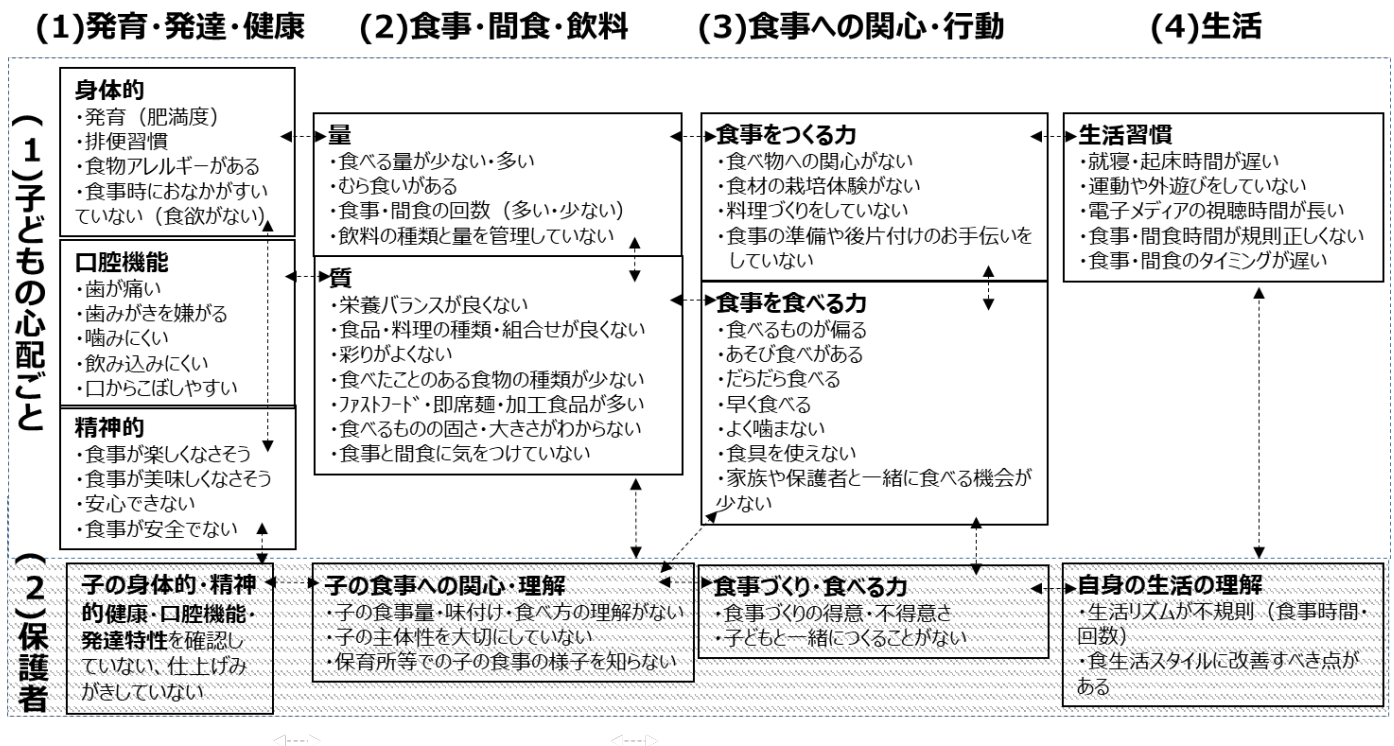 (1)発育・発達・健康
(2)食事・間食・飲料
(3)食事への関心・行動
(4)生活
(1)子どもの心配ごと
身体的
・発育（肥満度）
・排便習慣
・食物アレルギーがある
・食事時におなかがすい
ていない（食欲がない）
口腔機能
・歯が痛い
・歯みがきを嫌がる
・噛みにくい
・飲み込みにくい
・口からこぼしやすい
精神的
・食事が楽しくなさそう
・食事が美味しくなさそう
・安心できない
・食事が安全でない
量
・食べる量が少ない・多い
・むら食いがある
・食事・間食の回数（多い・少ない）
・飲料の種類と量を管理していない
質
・栄養バランスが良くない
・食品・料理の種類・組合せが良くない
・彩りがよくない
・食べたことのある食物の種類が少ない
・ﾌｧｽﾄﾌｰﾄﾞ・即席麺・加工食品が多い
・食べるものの固さ・大きさがわからない
・食事と間食に気をつけていない
食事をつくる力
・食べ物への関心がない
・食材の栽培体験がない
・料理づくりをしていない
・食事の準備や後片付けのお手伝いを
していない
食事を食べる力
・食べるものが偏る
・あそび食べがある
・だらだら食べる
・早く食べる
・よく噛まない
・食具を使えない
・家族や保護者と一緒に食べる機会が
少ない
生活習慣
・就寝・起床時間が遅い
・運動や外遊びをしていない
・電子メディアの視聴時間が長い
・食事・間食時間が規則正しくない
・食事・間食のタイミングが遅い
(2)保護者
子の身体的・精神
的健康・口腔機能・
発達特性を確認し
ていない、仕上げみ
がきしていない
子の食事への関心・理解
・子の食事量・味付け・食べ方の理解がない
・子の主体性を大切にしていない
・保育所等での子の食事の様子を知らない
食事づくり・食べる力
・食事づくりの得意・不得意さ
・子どもと一緒につくることがない
自身の生活の理解
・生活リズムが不規則（食事時間・
回数）
・食生活スタイルに改善すべき点が
ある